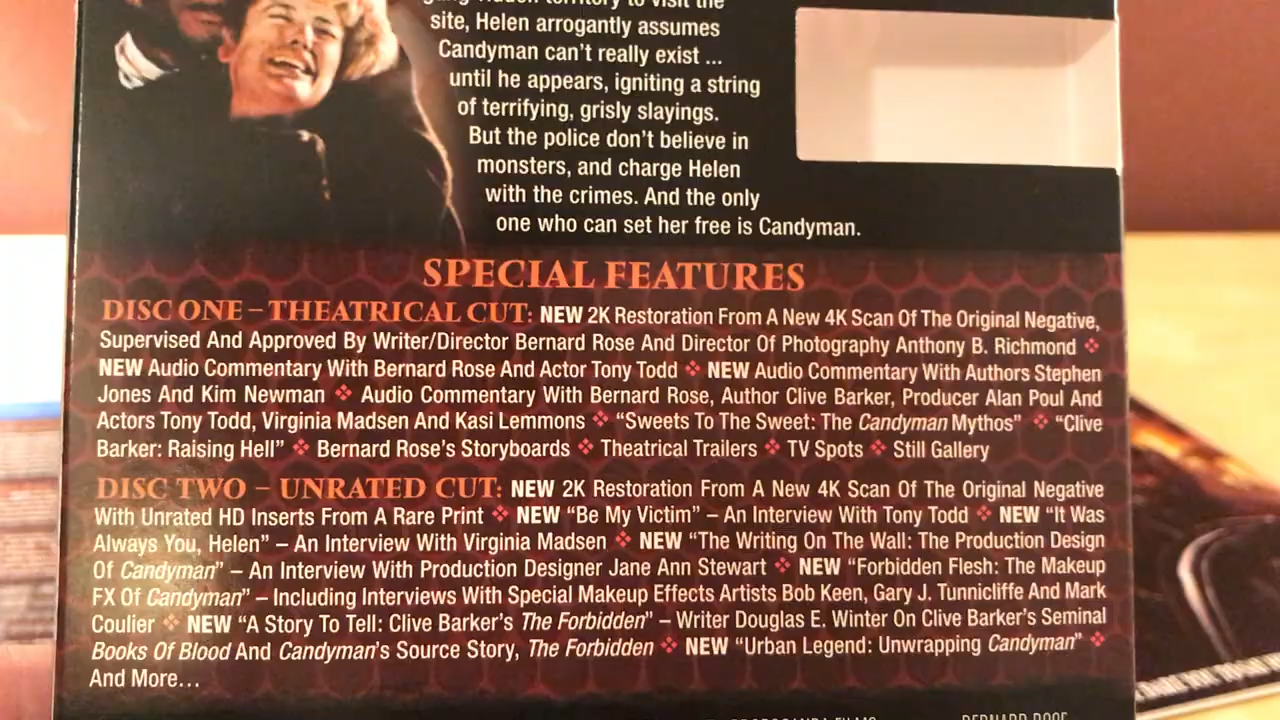 gang-ridden territory to visit the
site, Helen arrogantly assumes
Candyman can't really exist ...
until he appears, igniting a string
of terrifying, grisly slayings.
But the police don't believe in
monsters, and charge Helen
with the crimes. And the only
one who can set her free is Candyman.
SPECIAL FEATURES
DISC ONE – THEATRICAL CUT: NEW 2K Restoration From A New 4K Scan Of The Original Negative,
Supervised And Approved By Writer/Director Bernard Rose And Director Of Photography Anthony B. Richmond ❖
NEW Audio Commentary With Bernard Rose And Actor Tony Todd ❖ NEW Audio Commentary With Authors Stephen
Jones And Kim Newman ❖ Audio Commentary With Bernard Rose, Author Clive Barker, Producer Alan Poul And
Actors Tony Todd, Virginia Madsen And Kasi Lemmons ❖ “Sweets To The Sweet: The Candyman Mythos” ❖ “Clive
Barker: Raising Hell” ❖ Bernard Rose's Storyboards ❖ Theatrical Trailers ❖ TV Spots ❖ Still Gallery
DISC TWO – UNRATED CUT: NEW 2K Restoration From A New 4K Scan Of The Original Negative
With Unrated HD Inserts From A Rare Print ❖ NEW “Be My Victim” – An Interview With Tony Todd ❖ NEW “It Was
Always You, Helen” – An Interview With Virginia Madsen ❖ NEW “The Writing On The Wall: The Production Design
Of Candyman” – An Interview With Production Designer Jane Ann Stewart ❖ NEW “Forbidden Flesh: The Makeup
FX Of Candyman” – Including Interviews With Special Makeup Effects Artists Bob Keen, Gary J. Tunnicliffe And Mark
Coulier ❖ NEW “A Story To Tell: Clive Barker's The Forbidden” – Writer Douglas E. Winter On Clive Barker's Seminal
Books Of Blood And Candyman's Source Story, The Forbidden ❖ NEW “Urban Legend: Unwrapping Candyman” ❖
And More…